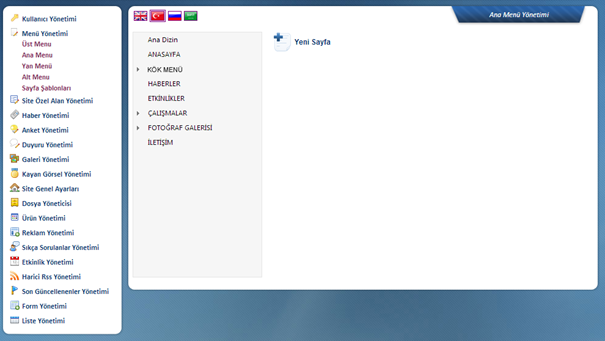 Kullanıcı Yönetimi
Menü Yönetimi
Üst Menu
Ana Menu
Yan Menü
Alt Menu
Sayfa Şablonları
Site Özel Alan Yönetimi
Haber Yönetimi
Anket Yönetimi
Duyuru Yönetimi
Galeri Yönetimi
Kayan Görsel Yönetimi
Site Genel Ayarları
Dosya Yöneticisi
Ürün Yönetimi
Reklam Yönetimi
Sıkça Sorulanlar Yönetimi
Etkinlik Yönetimi
Harici Rss Yönetimi
Son Güncellenenler Yönetimi
Form Yönetimi
Liste Yönetimi
Ana Menü Yönetimi
Ana Dizin
ANASAYFA
KÖK MENÜ
HABERLER
ETKİNLİKLER
ÇALIŞMALAR
FOTOĞRAF GALERİSİ
İLETİŞİM
Yeni Sayfa